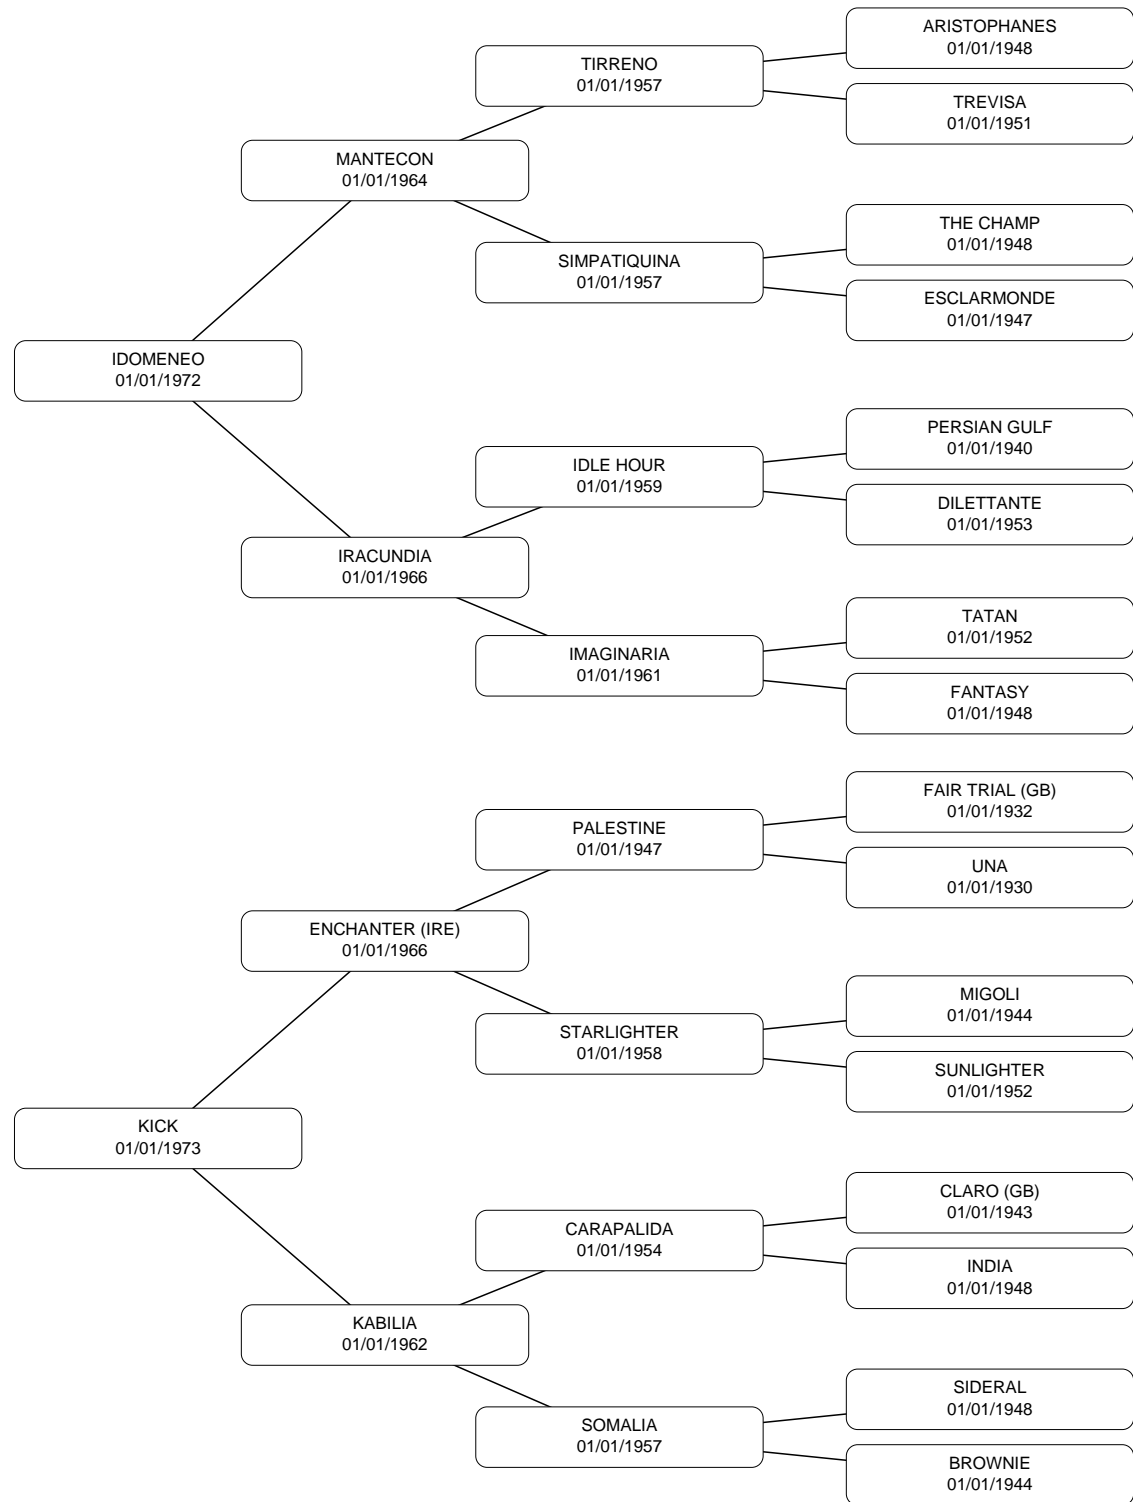 ARISTOPHANES
01/01/1948
TIRRENO
01/01/1957
TREVISA
01/01/1951
MANTECON
01/01/1964
THE CHAMP
01/01/1948
SIMPATIQUINA
01/01/1957
ESCLARMONDE
01/01/1947
IDOMENEO
01/01/1972
PERSIAN GULF
01/01/1940
IDLE HOUR
01/01/1959
DILETTANTE
01/01/1953
IRACUNDIA
01/01/1966
TATAN
01/01/1952
IMAGINARIA
01/01/1961
FANTASY
01/01/1948
FAIR TRIAL (GB)
01/01/1932
PALESTINE
01/01/1947
UNA
01/01/1930
ENCHANTER (IRE)
01/01/1966
MIGOLI
01/01/1944
STARLIGHTER
01/01/1958
SUNLIGHTER
01/01/1952
KICK
01/01/1973
CLARO (GB)
01/01/1943
CARAPALIDA
01/01/1954
INDIA
01/01/1948
KABILIA
01/01/1962
SIDERAL
01/01/1948
SOMALIA
01/01/1957
BROWNIE
01/01/1944